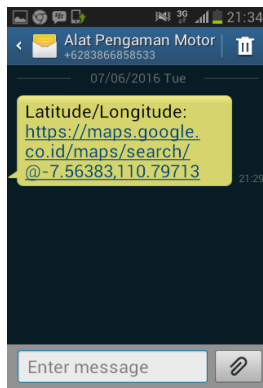 3G 21:34
Alat Pengaman Motor
+6283866858533
07/06/2016 Tue
Latitude/Longitude:
https://maps.google.
co.id/maps/search/
@-7.56383,110.79713
21:29
Enter message